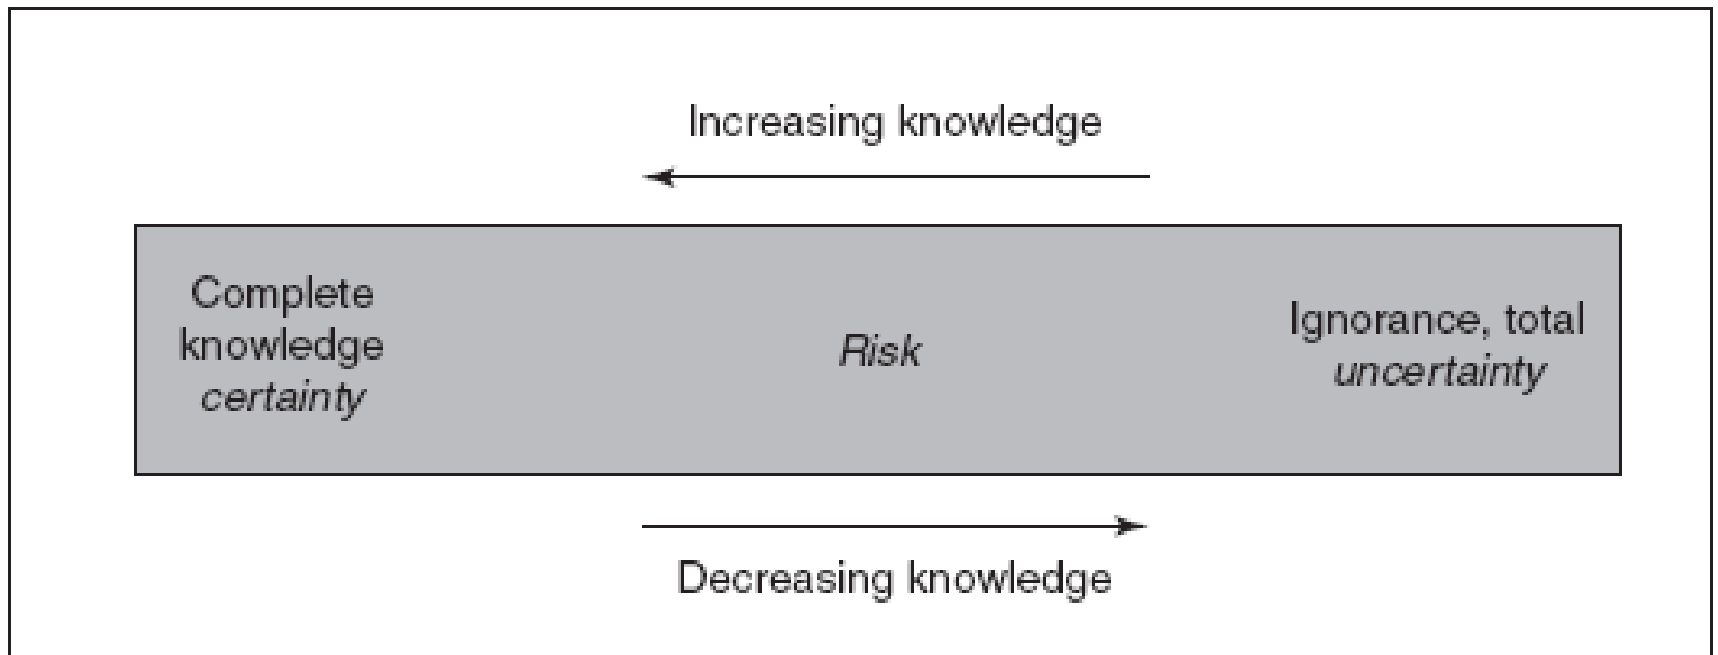 Increasing knowledge
Complete
knowledge
certainty
Risk
Ignorance, total
uncertainty
Decreasing knowledge